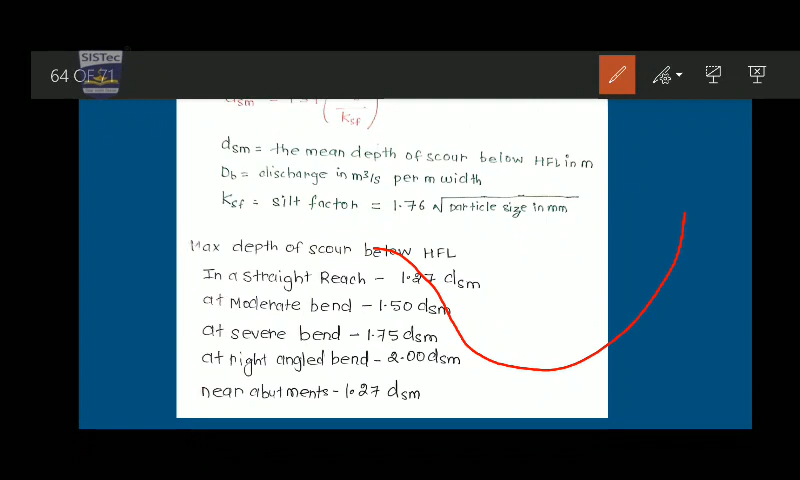 SISTec
64 OF 71
Ksf
dsm = the mean depth of scour below HFL in m
Db = discharge in m3/s per m width
Ksf = silt factor = 1.76 √particle size in mm
Max depth of scour below HFL
In a straight Reach - 1.27 dsm
at Moderate bend - 1.50 dsm
at severe bend - 1.75 dsm
at right angled bend - 2.00 dsm
near abutments - 1.27 dsm